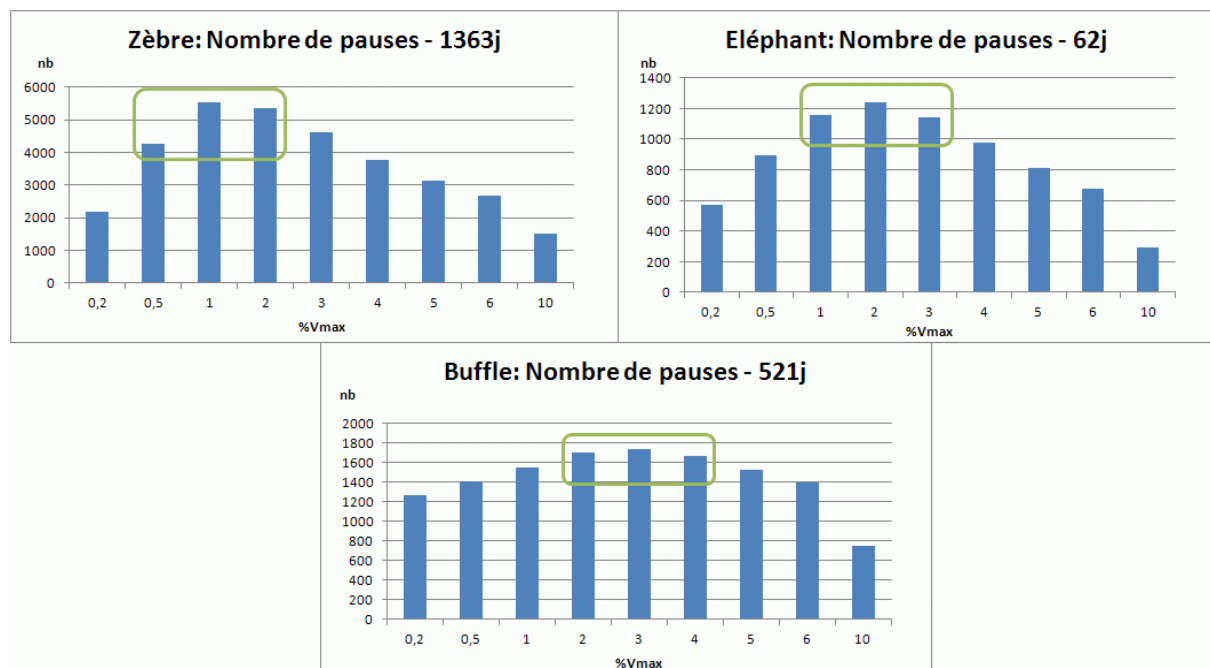 Zèbre: Nombre de pauses - 1363j
nb
6000
5000
4000
3000
2000
1000
0
0,2 0,5 1 2 3 4 5 6 10
%Vmax
Eléphant: Nombre de pauses - 62j
nb
1400
1200
1000
800
600
400
200
0
0,2 0,5 1 2 3 4 5 6 10
%Vmax
Buffle: Nombre de pauses - 521j
nb
2000
1800
1600
1400
1200
1000
800
600
400
200
0
0,2 0,5 1 2 3 4 5 6 10
%Vmax